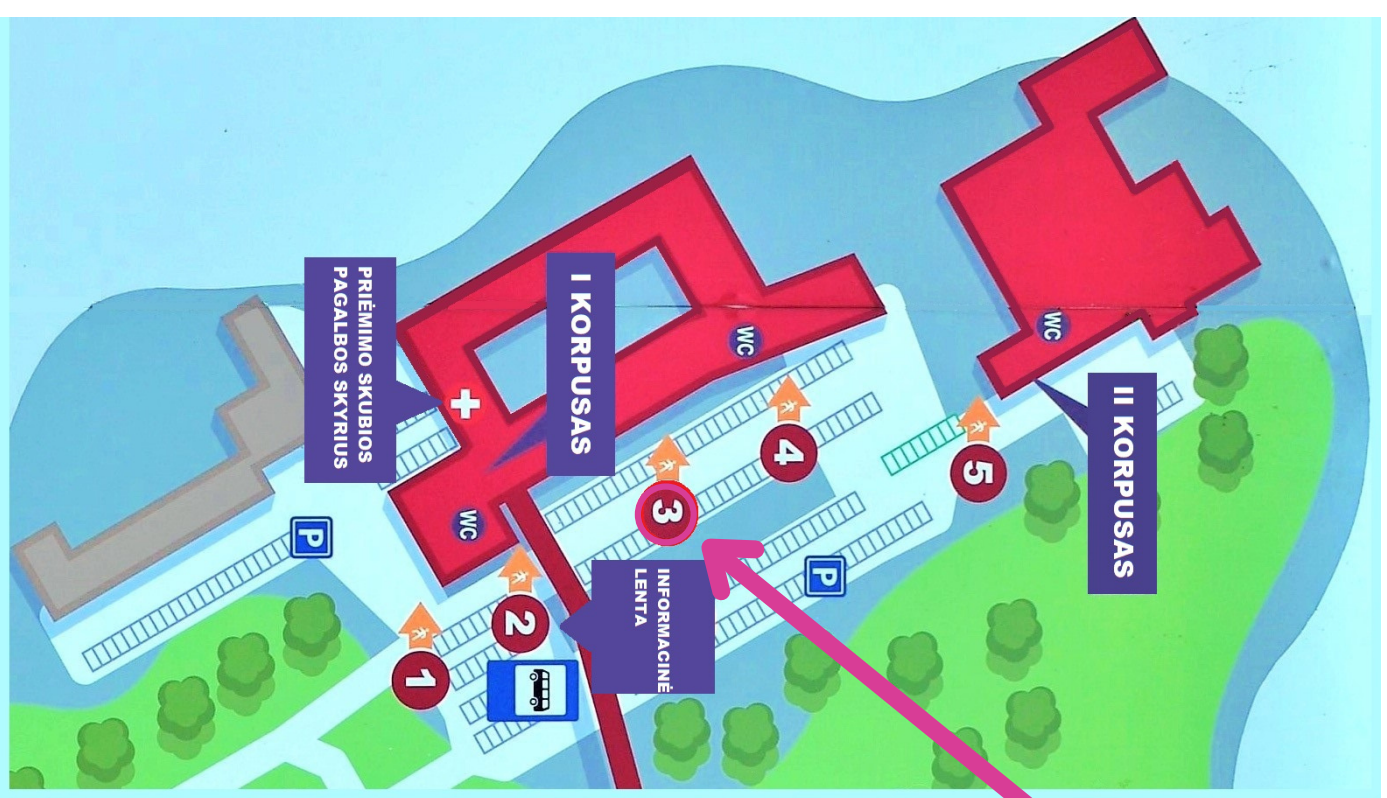 II KORPUSAS
WC
5
P
4
WC
3
INFORMACINĖ
LENTA
I KORPUSAS
2
WC
1
PRIĖMIMO SKUBIOS
PAGALBOS SKYRIUS
P